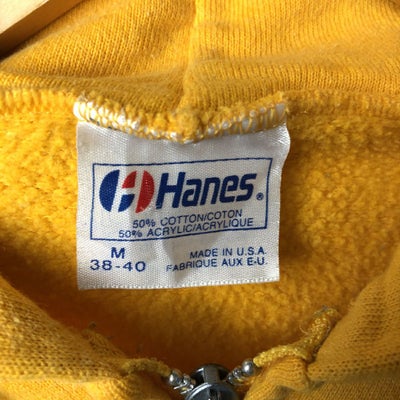 Hanes®
50% COTTON/COTON
50% ACRYLIC/ACRYLIQUE
M
38-40
MADE IN U.S.A.
FABRIQUE AUX E-U.